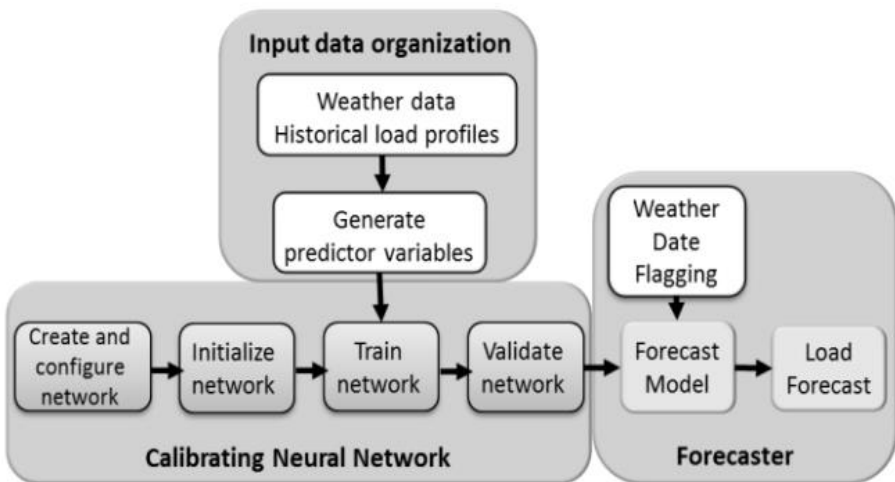 Input data organization
Weather data
Historical load profiles
Generate
predictor variables
Weather
Date
Flagging
Create and
configure
network
Initialize
network
Train
network
Validate
network
Forecast
Model
Load
Forecast
Calibrating Neural Network
Forecaster